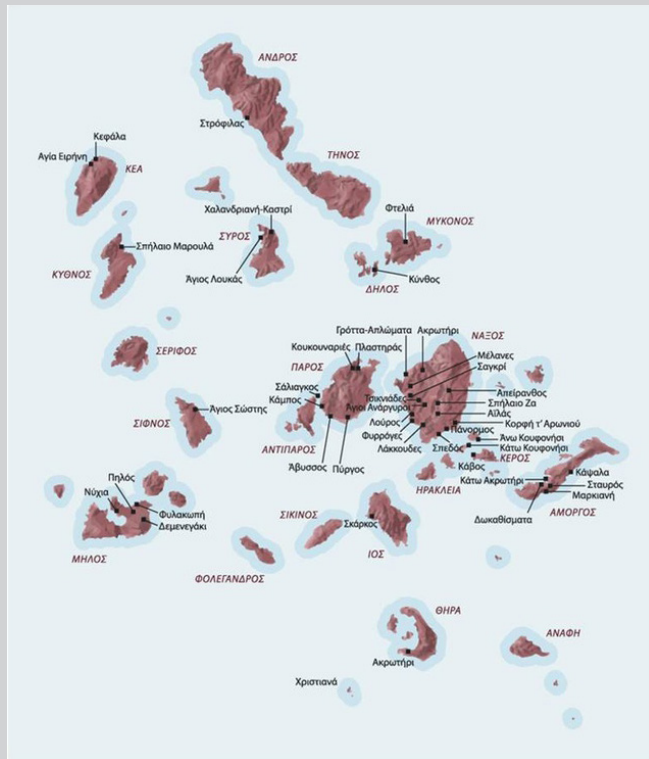 ΑΝΔΡΟΣ
Στρόφιλας
Κεφάλα
Αγία Ειρήνη
ΚΕΑ
ΤΗΝΟΣ
Χαλανδριανή-Καστρί
ΣΥΡΟΣ
Άγιος Λουκάς
Φτελιά
ΜΥΚΟΝΟΣ
Σπήλαιο Μαρουλά
ΚΥΘΝΟΣ
Κύνθος
ΔΗΛΟΣ
Γρόττα-Απλώματα
Ακρωτήρι
ΝΑΞΟΣ
Κουκουναριές
Πλαστηράς
Μέλανες
ΣΕΡΙΦΟΣ
ΠΑΡΟΣ
Σαγκρί
Σάλιαγκος
Τσικνιάδες
Απείρανθος
Κάμπος
Άγιοι Ανάργυροι
Σπήλαιο Ζα
Άγιος Σώστης
Λούρος
Αϊλάς
ΣΙΦΝΟΣ
Κορφή τ' Αρωνιού
Φυρρόγες
Πάνορμος
ΑΝΤΙΠΑΡΟΣ
Λάκκουδες
Σπεδός
Άνω Κουφονήσι
Κάτω Κουφονήσι
Άβυσσος
Πύργος
ΚΕΡΟΣ
Κάβος
ΗΡΑΚΛΕΙΑ
Κάτω Ακρωτήρι
Κάψαλα
Σταυρός
Μαρκιανή
Πηλός
Νύχια
Φυλακωπή
Δεμενεγάκι
ΜΗΛΟΣ
ΣΙΚΙΝΟΣ
Σκάρκος
ΙΟΣ
Δωκαθίσματα
ΑΜΟΡΓΟΣ
ΦΟΛΕΓΑΝΔΡΟΣ
ΘΗΡΑ
ΑΝΑΦΗ
Ακρωτήρι
Χριστιανά